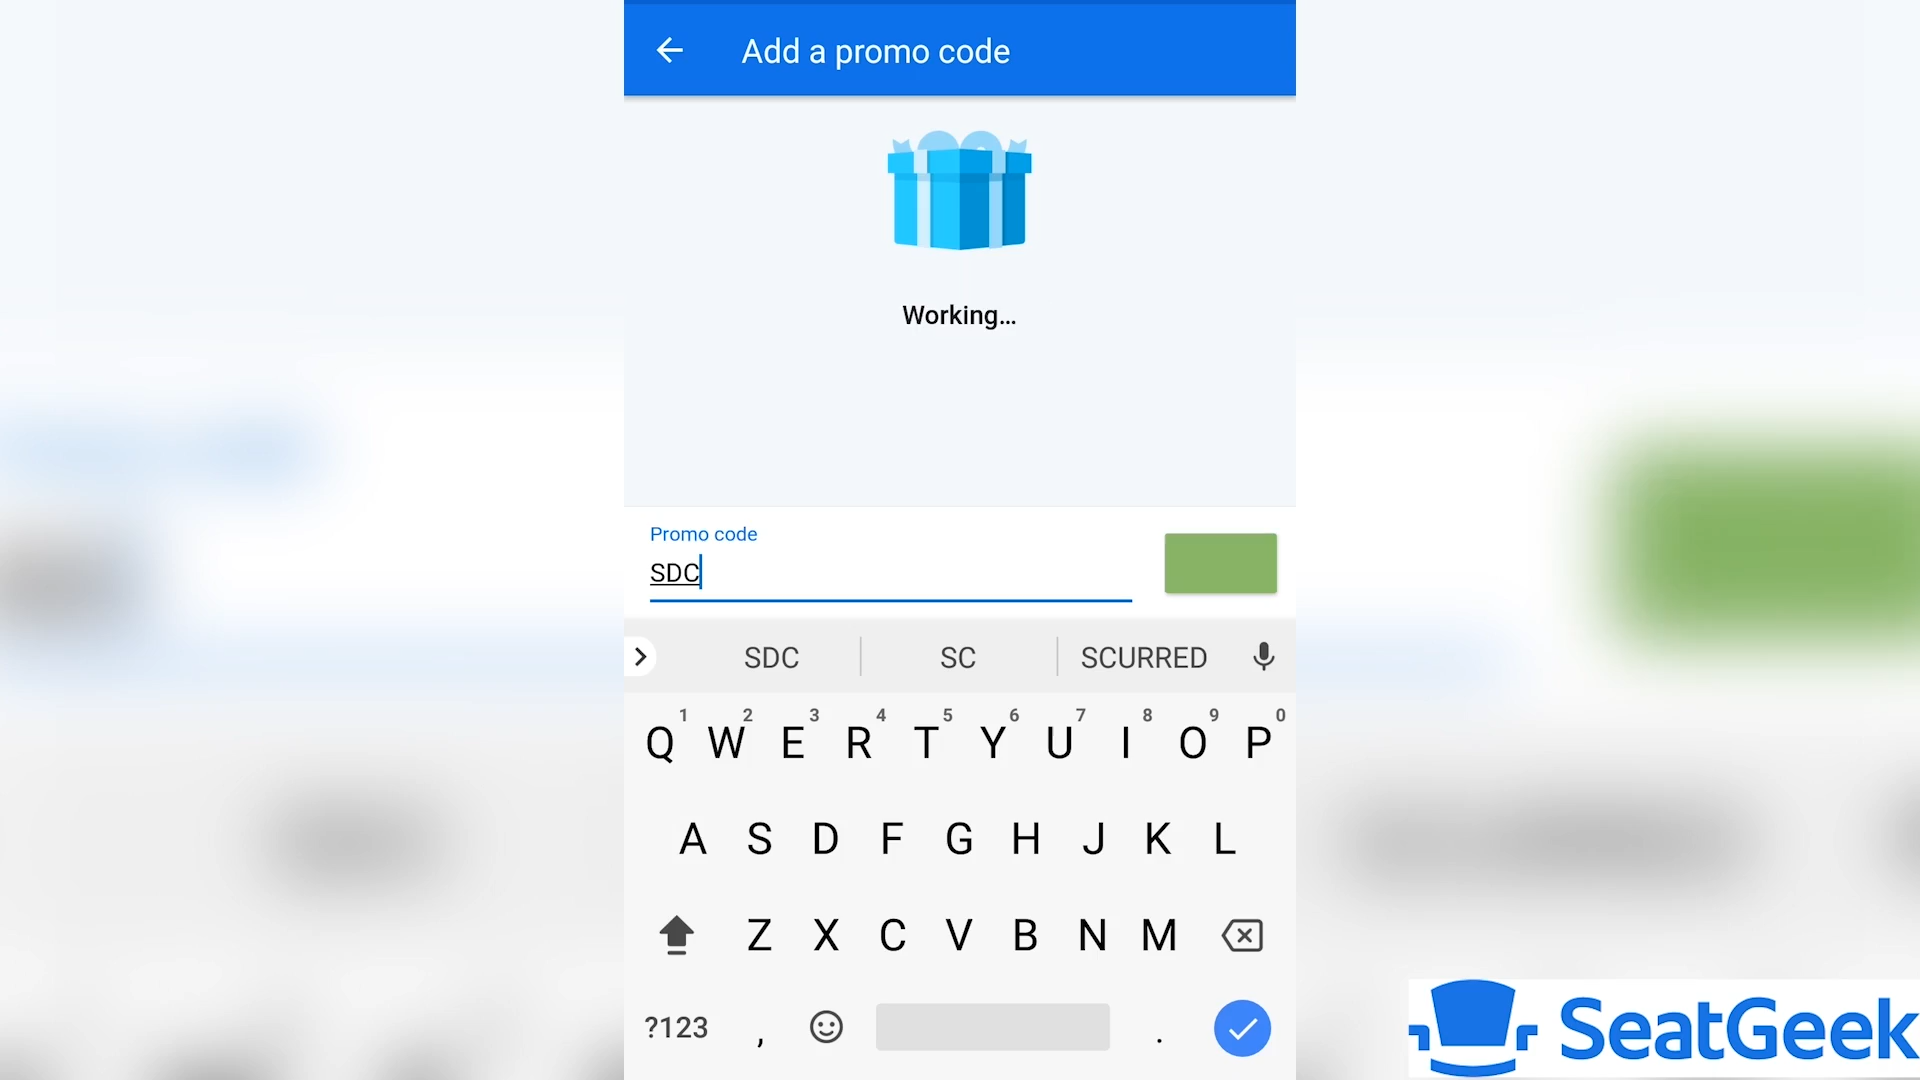 Add a promo code
Working...
Promo code
SDC
SDC SC SCURRED
1 2 3 4 5 6 7 8 9 0
Q W E R T Y U I O P
A S D F G H J K L
Z X C V B N M
?123 , .
SeatGeek